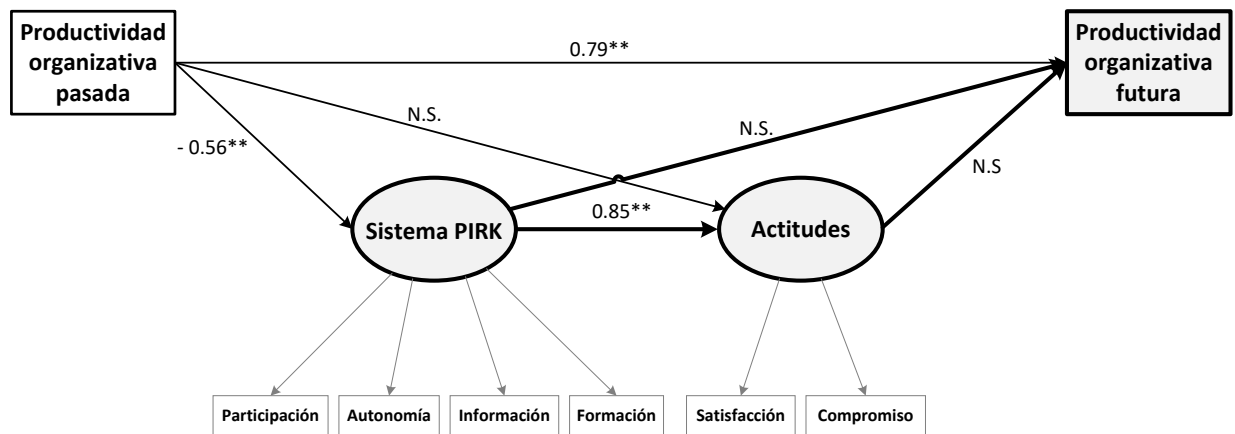 Productividad
organizativa
pasada
0.79**
Productividad
organizativa
futura
N.S.
N.S.
- 0.56**
N.S
Sistema PIRK
0.85**
Actitudes
Participación
Autonomía
Información
Formación
Satisfacción
Compromiso